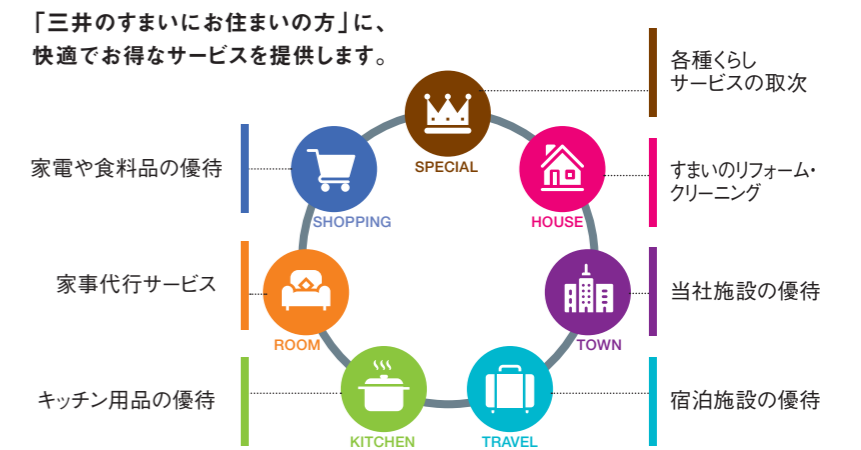 「三井のすまいにお住まいの方」に、
快適でお得なサービスを提供します。
各種くらし
サービスの取次
SPECIAL
家電や食料品の優待
SHOPPING
すまいのリフォーム・
クリーニング
HOUSE
家事代行サービス
ROOM
当社施設の優待
TOWN
キッチン用品の優待
KITCHEN
宿泊施設の優待
TRAVEL